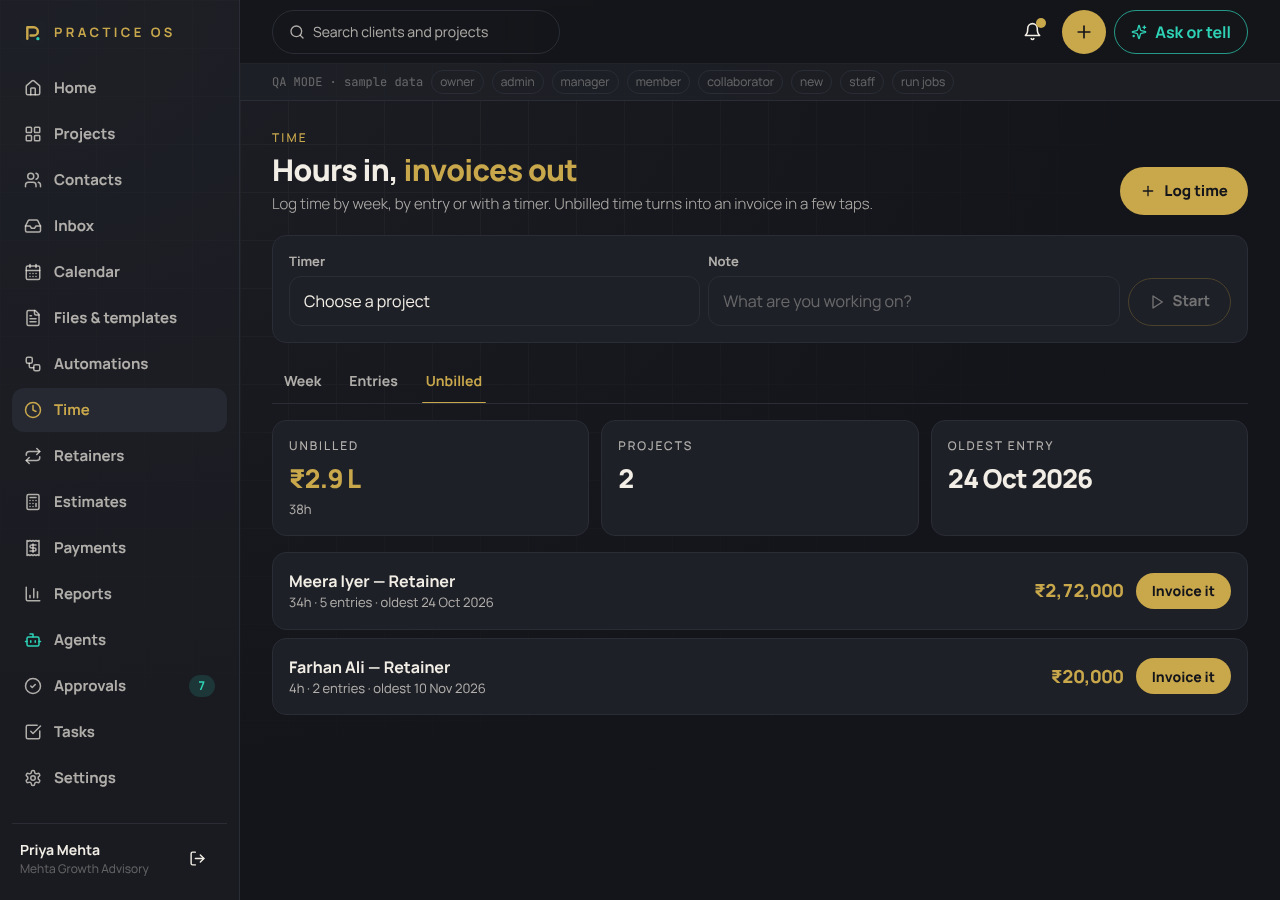 PRACTICE OS
Home
Projects
Contacts
Inbox
Calendar
Files & templates
Automations
Time
Retainers
Estimates
Payments
Reports
Agents
Approvals 7
Tasks
Settings
Priya Mehta
Mehta Growth Advisory
Search clients and projects
Ask or tell
QA MODE · sample data owner admin manager member collaborator new staff run jobs
TIME
Hours in, invoices out
Log time by week, by entry or with a timer. Unbilled time turns into an invoice in a few taps.
Log time
Timer Note
Choose a project What are you working on? Start
Week Entries Unbilled
UNBILLED
₹2.9 L
38h
PROJECTS
2
OLDEST ENTRY
24 Oct 2026
Meera Iyer — Retainer
34h · 5 entries · oldest 24 Oct 2026
₹2,72,000 Invoice it
Farhan Ali — Retainer
4h · 2 entries · oldest 10 Nov 2026
₹20,000 Invoice it